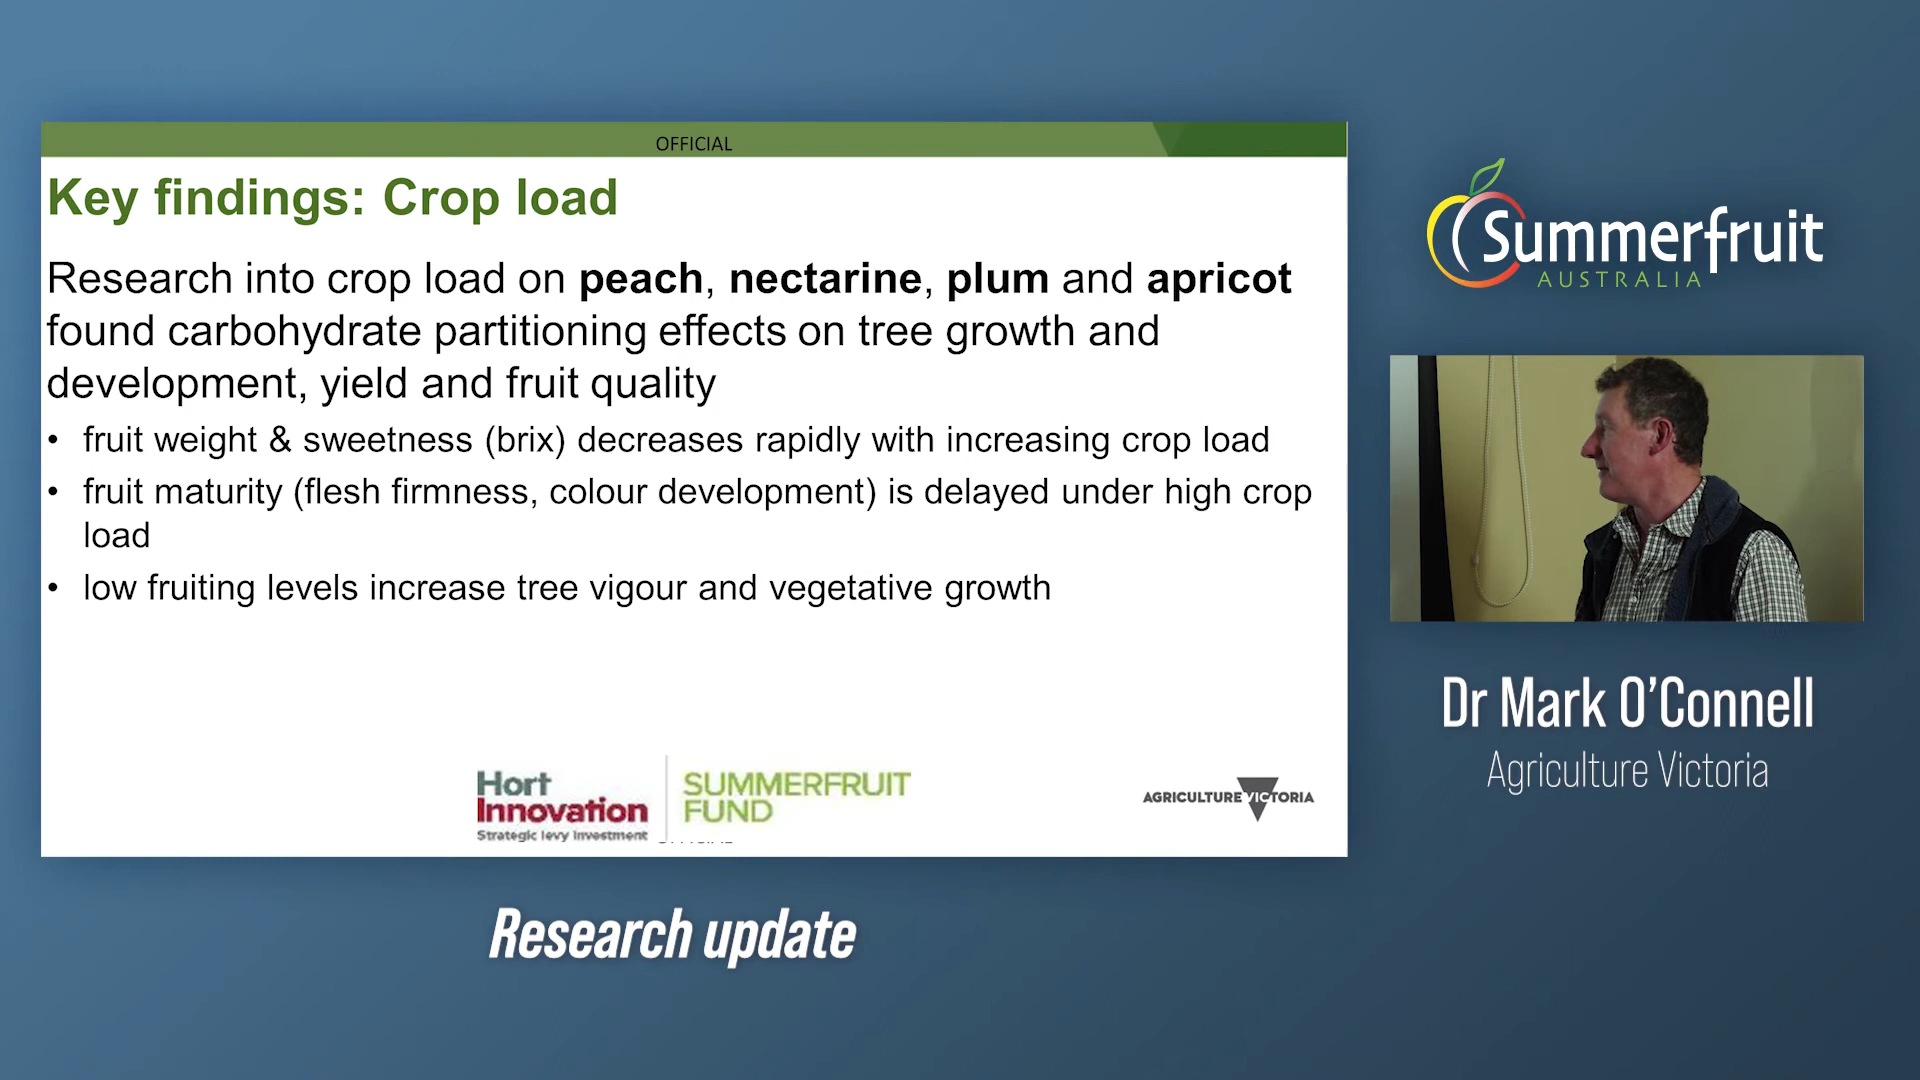 OFFICIAL
Key findings: Crop load
Research into crop load on peach, nectarine, plum and apricot
found carbohydrate partitioning effects on tree growth and
development, yield and fruit quality
• fruit weight & sweetness (brix) decreases rapidly with increasing crop load
• fruit maturity (flesh firmness, colour development) is delayed under high crop
load
• low fruiting levels increase tree vigour and vegetative growth
Hort
Innovation
Strategic levy investment
SUMMERFRUIT
FUND
AGRICULTURE VICTORIA
Research update
Summerfruit
AUSTRALIA
Dr Mark O'Connell
Agriculture Victoria